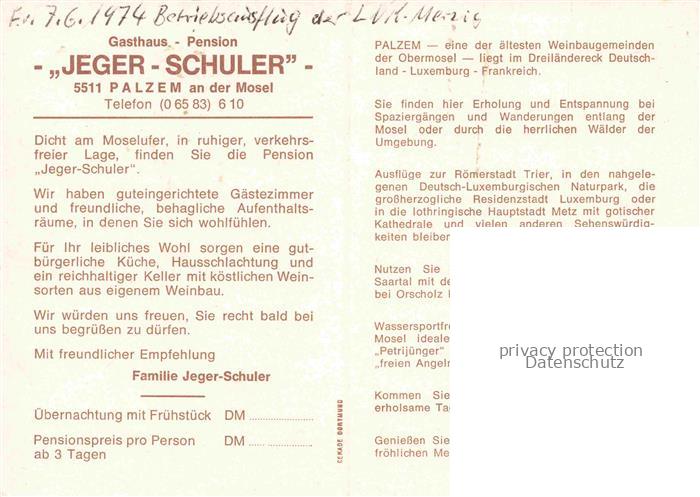 Fr. 7.6.1974 Betriebsausflug der LVK-Merzig
Gasthaus - Pension
- „JEGER - SCHULER” -
5511 PALZEM an der Mosel
Telefon (0 65 83) 6 10
Dicht am Moselufer, in ruhiger, verkehrs-
freier Lage, finden Sie die Pension
„Jeger-Schuler”.
Wir haben guteingerichtete Gästezimmer
und freundliche, behagliche Aufenthalts-
räume, in denen Sie sich wohlfühlen.
Für Ihr leibliches Wohl sorgen eine gut-
bürgerliche Küche, Hausschlachtung und
ein reichhaltiger Keller mit köstlichen Wein-
sorten aus eigenem Weinbau.
Wir würden uns freuen, Sie recht bald bei
uns begrüßen zu dürfen.
Mit freundlicher Empfehlung
Familie Jeger-Schuler
Übernachtung mit Frühstück DM ....................
Pensionspreis pro Person DM ....................
ab 3 Tagen
CEKADE DORTMUND
PALZEM — eine der ältesten Weinbaugemeinden
der Obermosel — liegt im Dreiländereck Deutsch-
land - Luxemburg - Frankreich.
Sie finden hier Erholung und Entspannung bei
Spaziergängen und Wanderungen entlang der
Mosel oder durch die herrlichen Wälder der
Umgebung.
Ausflüge zur Römerstadt Trier, in den nahgele-
genen Deutsch-Luxemburgischen Naturpark, die
großherzogliche Residenzstadt Luxemburg oder
in die lothringische Hauptstadt Metz mit gotischer
Kathedrale und vielen anderen Sehenswürdig-
keiten bleiben
Nutzen Sie
Saartal mit de
bei Orscholz
Wassersportfre
Mosel ideale
„Petrijünger”
„freien Angeln
Kommen Sie
erholsame Tag
Genießen Sie
fröhlichen Me
privacy protection
Datenschutz